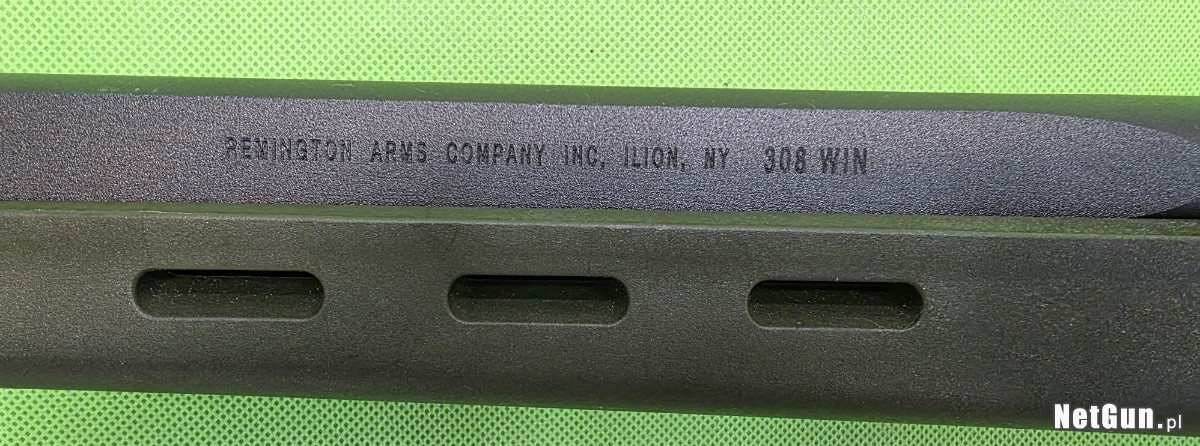 REMINGTON ARMS COMPANY INC, ILION, NY 308 WIN
NetGun.pl